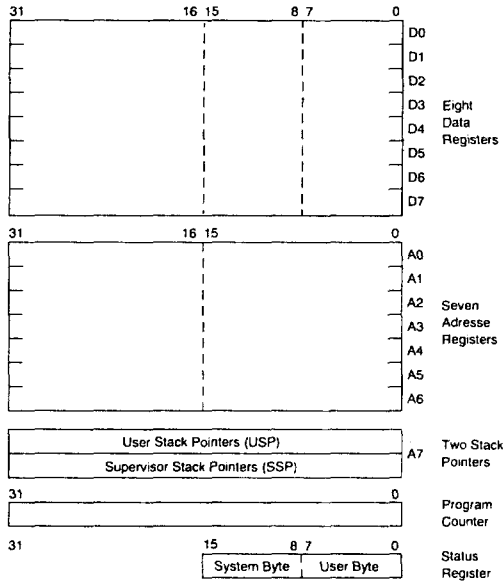 31 16 15 8 7 0
D0
D1
D2
D3
D4
D5
D6
D7
Eight
Data
Registers
31 16 15 0
A0
A1
A2
A3
A4
A5
A6
Seven
Adresse
Registers
User Stack Pointers (USP)
Supervisor Stack Pointers (SSP)
A7
Two Stack
Pointers
31 0
Program
Counter
31 15 8 7 0
System Byte User Byte
Status
Register